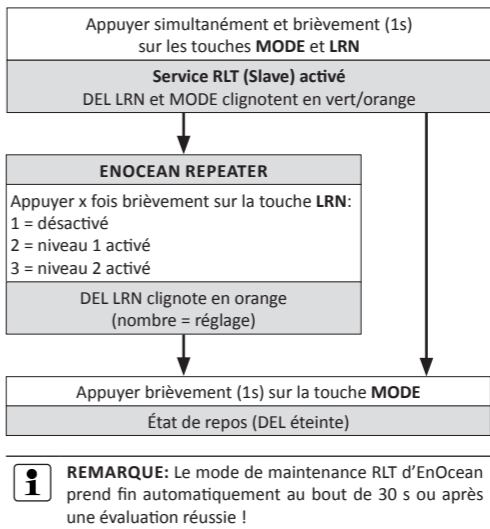 Appuyer simultanément et brièvement (1s)
sur les touches MODE et LRN
Service RLT (Slave) activé
DEL LRN et MODE clignotent en vert/orange
ENOCEAN REPEATER
Appuyer x fois brièvement sur la touche LRN:
1 = désactivé
2 = niveau 1 activé
3 = niveau 2 activé
DEL LRN clignote en orange
(nombre = réglage)
Appuyer brièvement (1s) sur la touche MODE
État de repos (DEL éteinte)
i
REMARQUE: Le mode de maintenance RLT d’EnOcean
prend fin automatiquement au bout de 30 s ou après
une évaluation réussie !